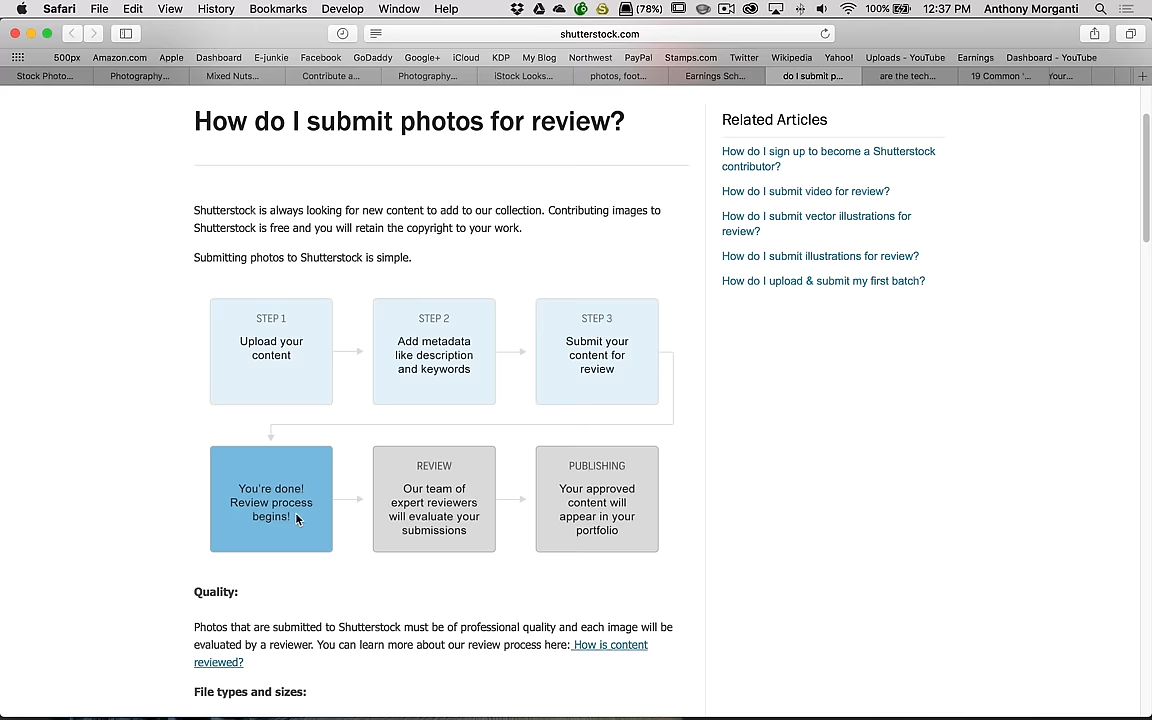 Safari File Edit View History Bookmarks Develop Window Help (78%) 100% 12:37 PM Anthony Morganti
shutterstock.com
500px Amazon.com Apple Dashboard E-junkie Facebook GoDaddy Google+ iCloud KDP My Blog Northwest PayPal Stamps.com Twitter Wikipedia Yahoo! Uploads - YouTube Earnings Dashboard - YouTube
Stock Photo... Photography... Mixed Nuts... Contribute a... Photography... iStock Looks... photos, foot... Earnings Sch... do I submit p... are the tech... 19 Common '... Your...
How do I submit photos for review?
Shutterstock is always looking for new content to add to our collection. Contributing images to
Shutterstock is free and you will retain the copyright to your work.
Submitting photos to Shutterstock is simple.
STEP 1
Upload your
content
STEP 2
Add metadata
like description
and keywords
STEP 3
Submit your
content for
review
You're done!
Review process
begins!
REVIEW
Our team of
expert reviewers
will evaluate your
submissions
PUBLISHING
Your approved
content will
appear in your
portfolio
Quality:
Photos that are submitted to Shutterstock must be of professional quality and each image will be
evaluated by a reviewer. You can learn more about our review process here: How is content
reviewed?
File types and sizes:
Related Articles
How do I sign up to become a Shutterstock
contributor?
How do I submit video for review?
How do I submit vector illustrations for
review?
How do I submit illustrations for review?
How do I upload & submit my first batch?